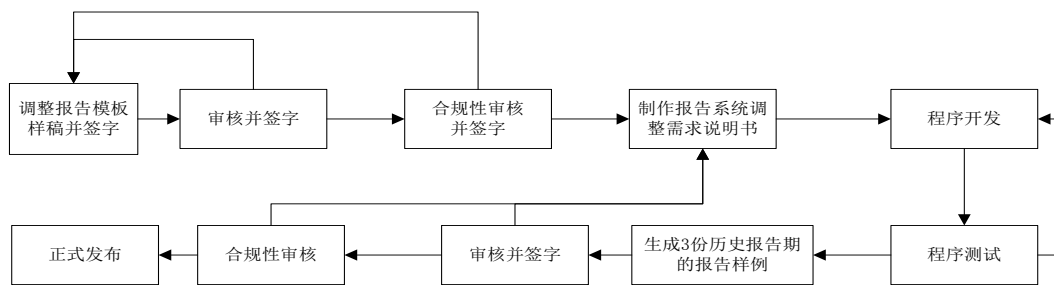 调整报告模板
样稿并签字
审核并签字
合规性审核
并签字
制作报告系统调
整需求说明书
程序开发
正式发布
合规性审核
审核并签字
生成3份历史报告期
的报告样例
程序测试